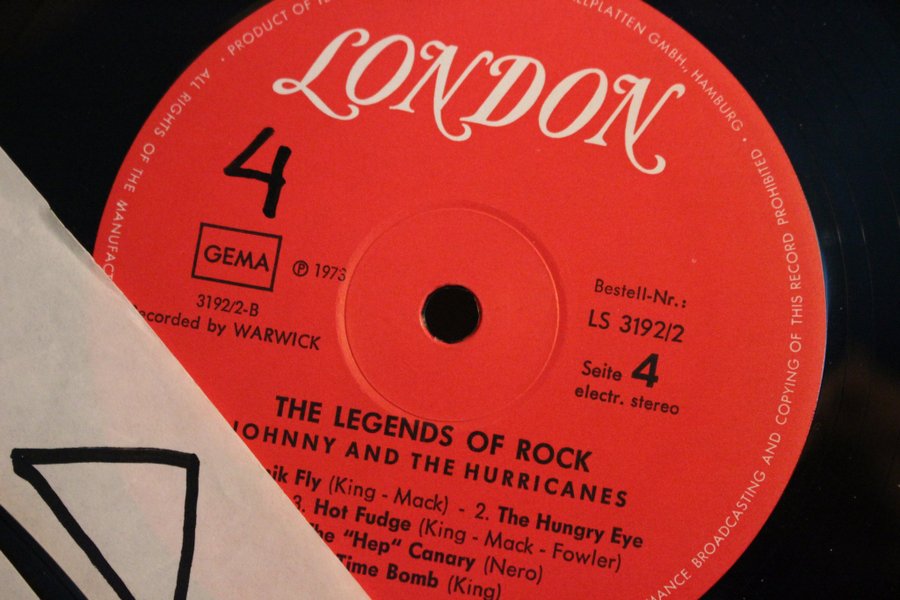 ALL RIGHTS OF THE
PRODUCT OF
GMBH., HAMBURG
PROHIBITED
BROADCASTING AND COPYING OF THIS RECORD
LONDON
4
GEMA
℗ 1973
3192/2-B
by WARWICK
Bestell-Nr.:
LS 3192/2
Seite 4
electr. stereo
THE LEGENDS OF ROCK
JOHNNY AND THE HURRICANES
Fly (King - Mack) - 2. The Hungry Eye
3. Hot Fudge (King - Mack - Fowler)
The "Hep" Canary (Nero)
Time Bomb (King)